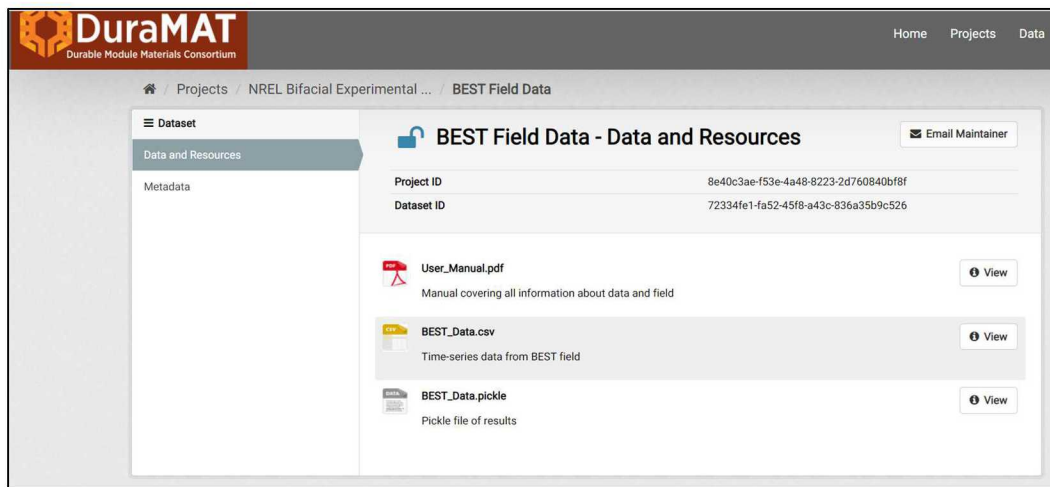 DuraMAT
Durable Module Materials Consortium
Home Projects Data
/ Projects / NREL Bifacial Experimental ... / BEST Field Data
Dataset
Data and Resources
Metadata
BEST Field Data - Data and Resources
Email Maintainer
Project ID 8e40c3ae-f53e-4a48-8223-2d760840bf8f
Dataset ID 72334fe1-fa52-45f8-a43c-836a35b9c526
PDF
User_Manual.pdf
View
Manual covering all information about data and field
CSV
BEST_Data.csv
View
Time-series data from BEST field
DATA
BEST_Data.pickle
View
Pickle file of results